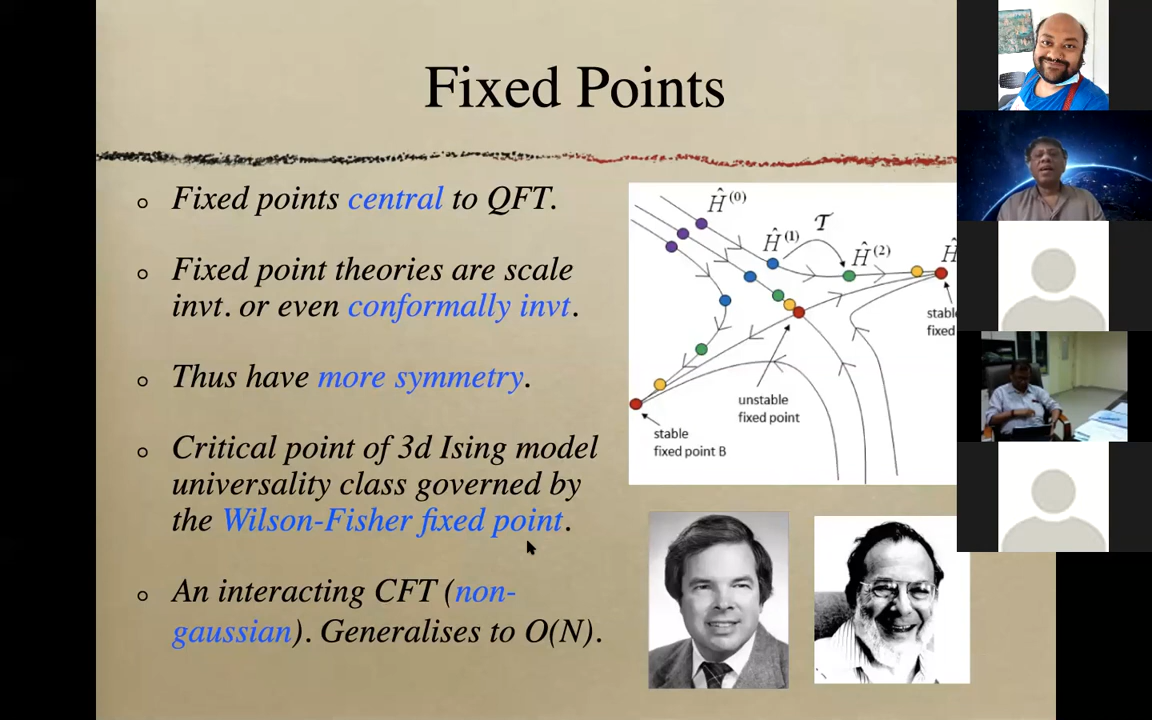 Fixed Points
Fixed points central to QFT.
Fixed point theories are scale
invt. or even conformally invt.
Thus have more symmetry.
Critical point of 3d Ising model
universality class governed by
the Wilson-Fisher fixed point.
An interacting CFT (non-
gaussian). Generalises to O(N).
Ĥ(0)
Ĥ(1)
𝒯
Ĥ(2)
Ĥ
stable
fixed
unstable
fixed point
stable
fixed point B